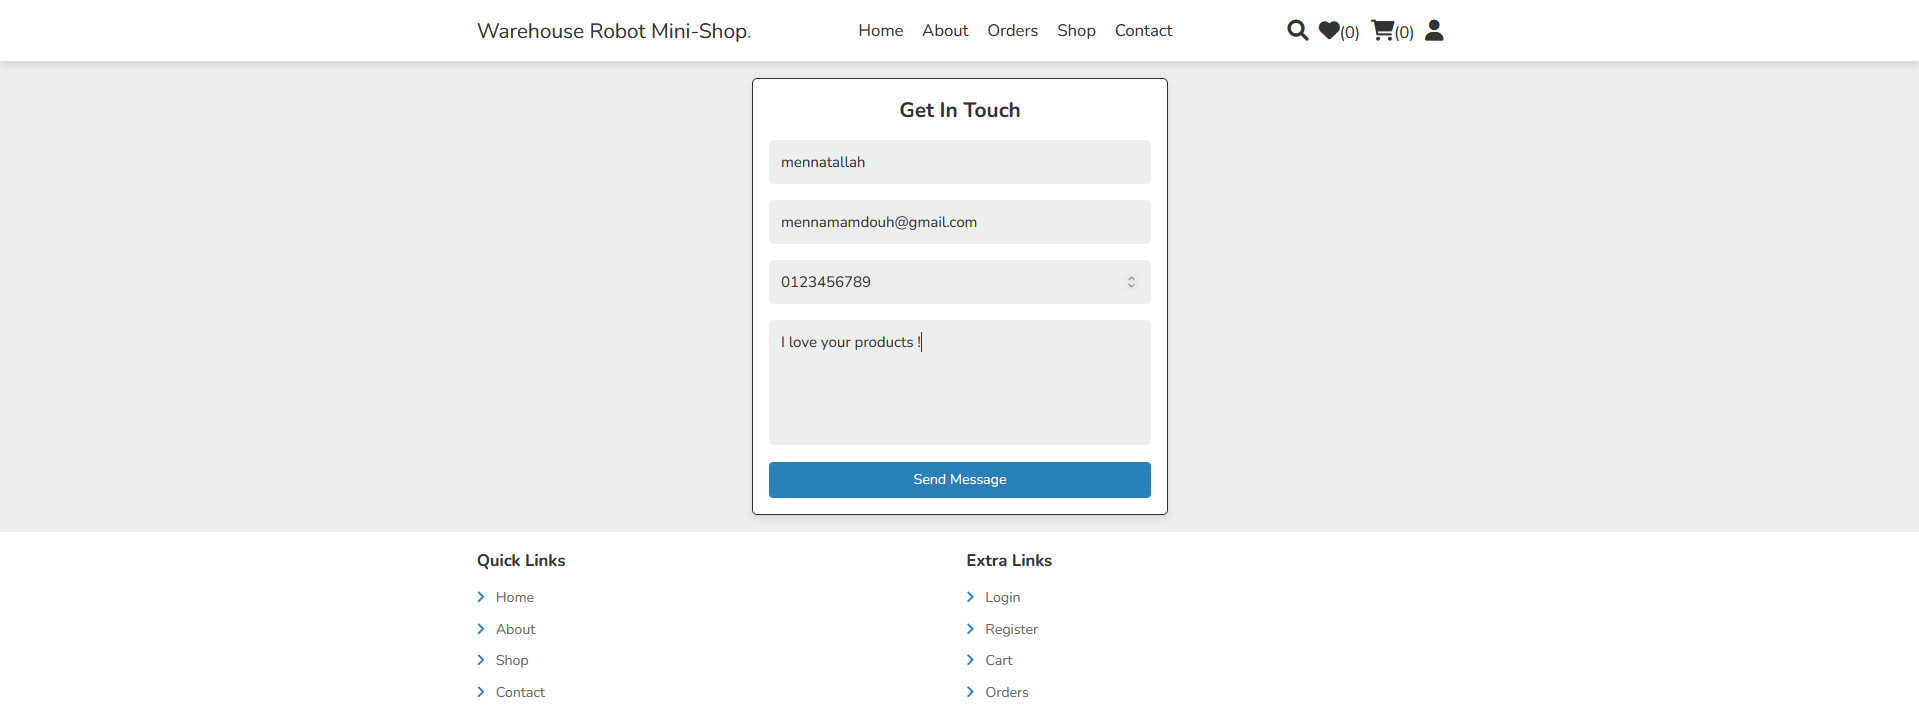 Warehouse Robot Mini-Shop.
Home About Orders Shop Contact
(0) (0)
Get In Touch
mennatallah
mennamamdouh@gmail.com
0123456789
I love your products !
Send Message
Quick Links
Home
About
Shop
Contact
Extra Links
Login
Register
Cart
Orders